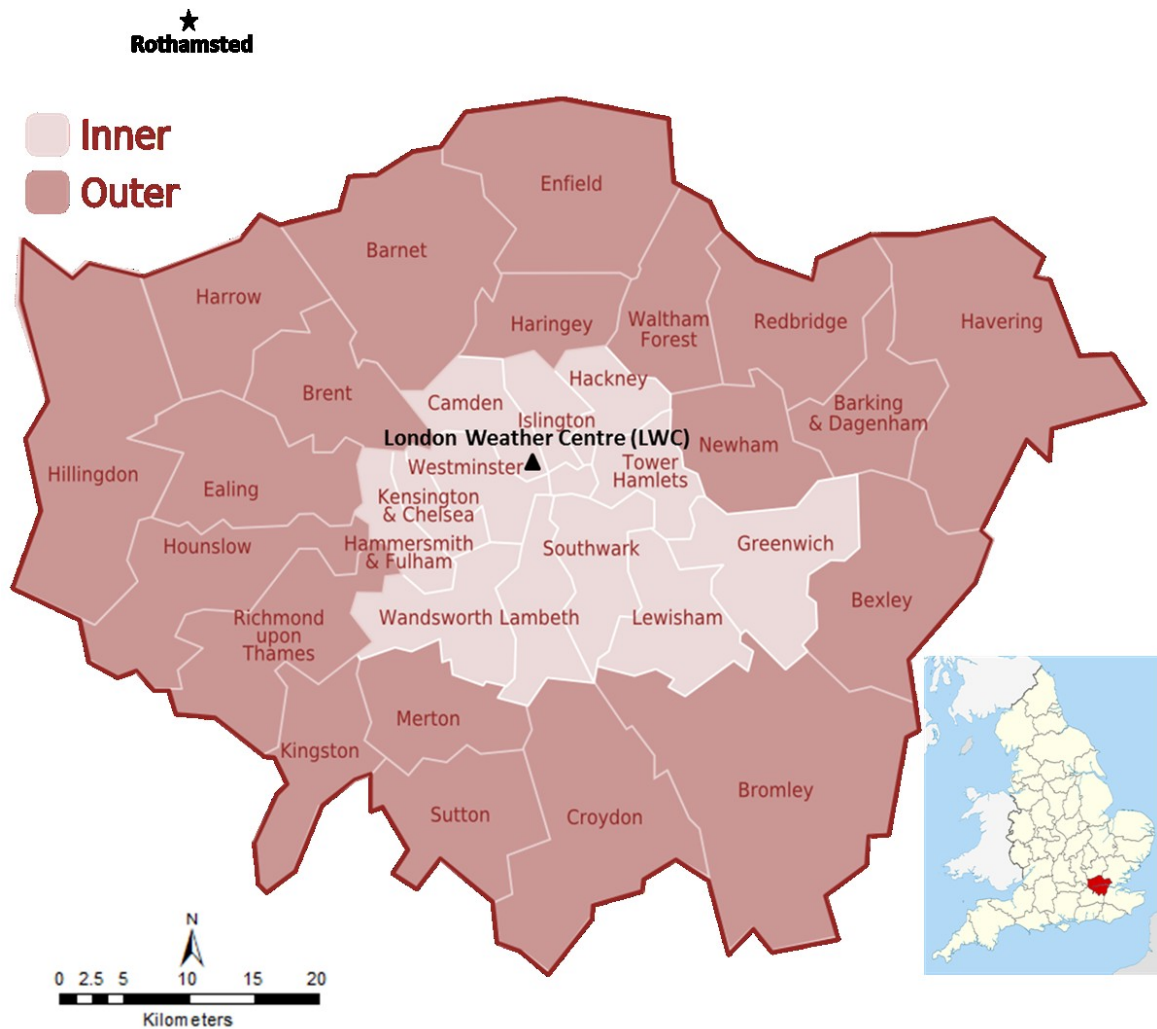 Rothamsted
Inner
Outer
Enfield
Barnet
Harrow
Haringey
Waltham
Forest
Redbridge
Havering
Hackney
Brent
Camden
Islington
Barking
& Dagenham
London Weather Centre (LWC)
Newham
Hillingdon
Westminster
Tower
Hamlets
Ealing
Kensington
& Chelsea
Hounslow
Hammersmith
& Fulham
Southwark
Greenwich
Bexley
Richmond
upon
Thames
Wandsworth
Lambeth
Lewisham
Merton
Kingston
Sutton
Croydon
Bromley
N
0 2.5 5 10 15 20
Kilometers